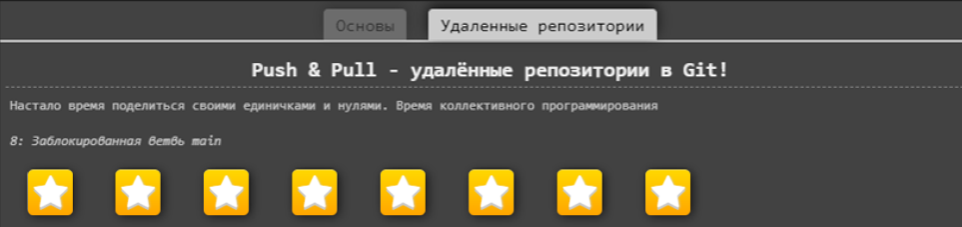 Основы
Удаленные репозитории
Push & Pull - удалённые репозитории в Git!
Настало время поделиться своими единичками и нулями. Время коллективного программирования
8: Заблокированная ветвь main